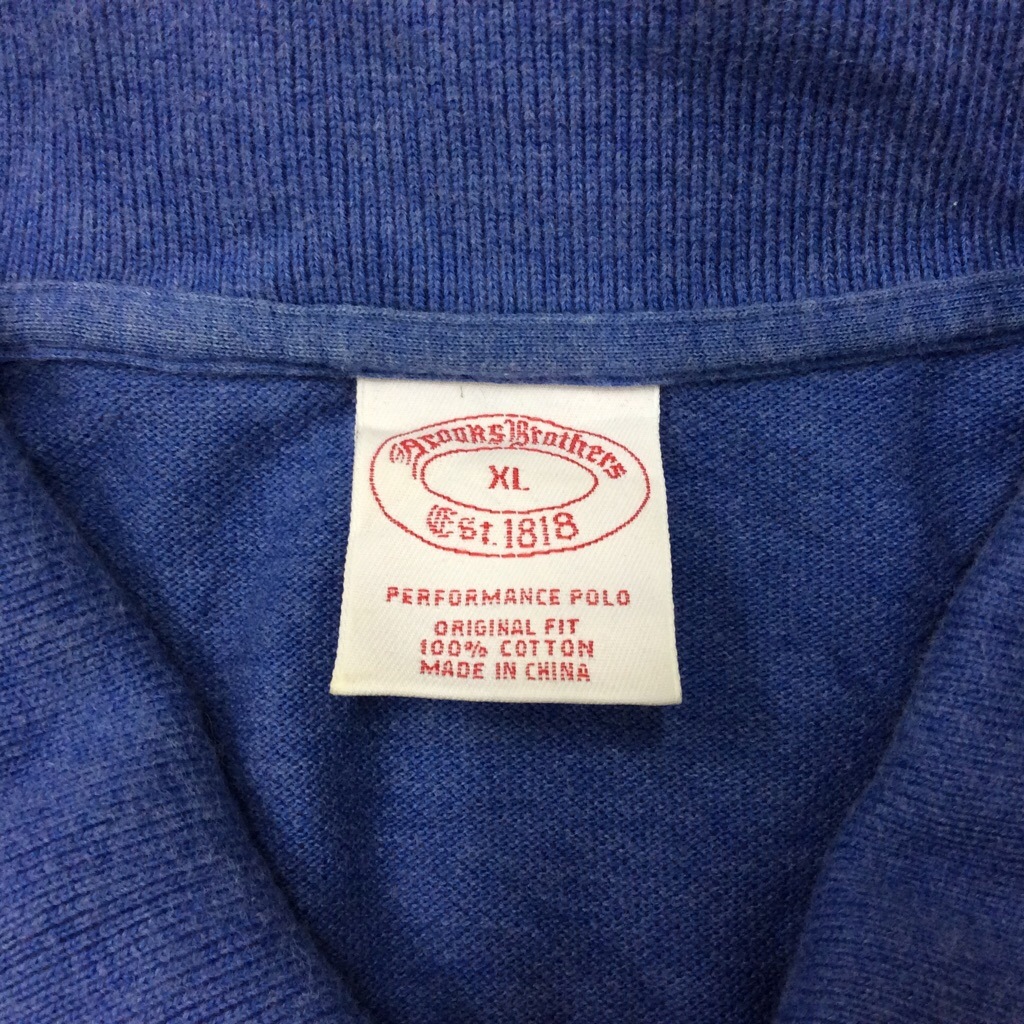 Brooks Brothers
XL
Est. 1818
PERFORMANCE POLO
ORIGINAL FIT
100% COTTON
MADE IN CHINA